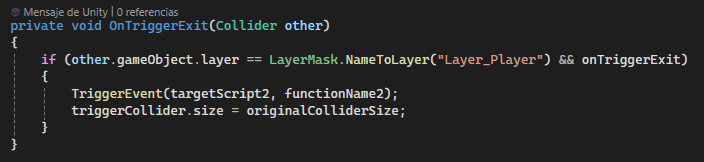 Mensaje de Unity | 0 referencias
private void OnTriggerExit(Collider other)
{
if (other.gameObject.layer == LayerMask.NameToLayer("Layer_Player") && onTriggerExit)
{
TriggerEvent(targetScript2, functionName2);
triggerCollider.size = originalColliderSize;
}
}